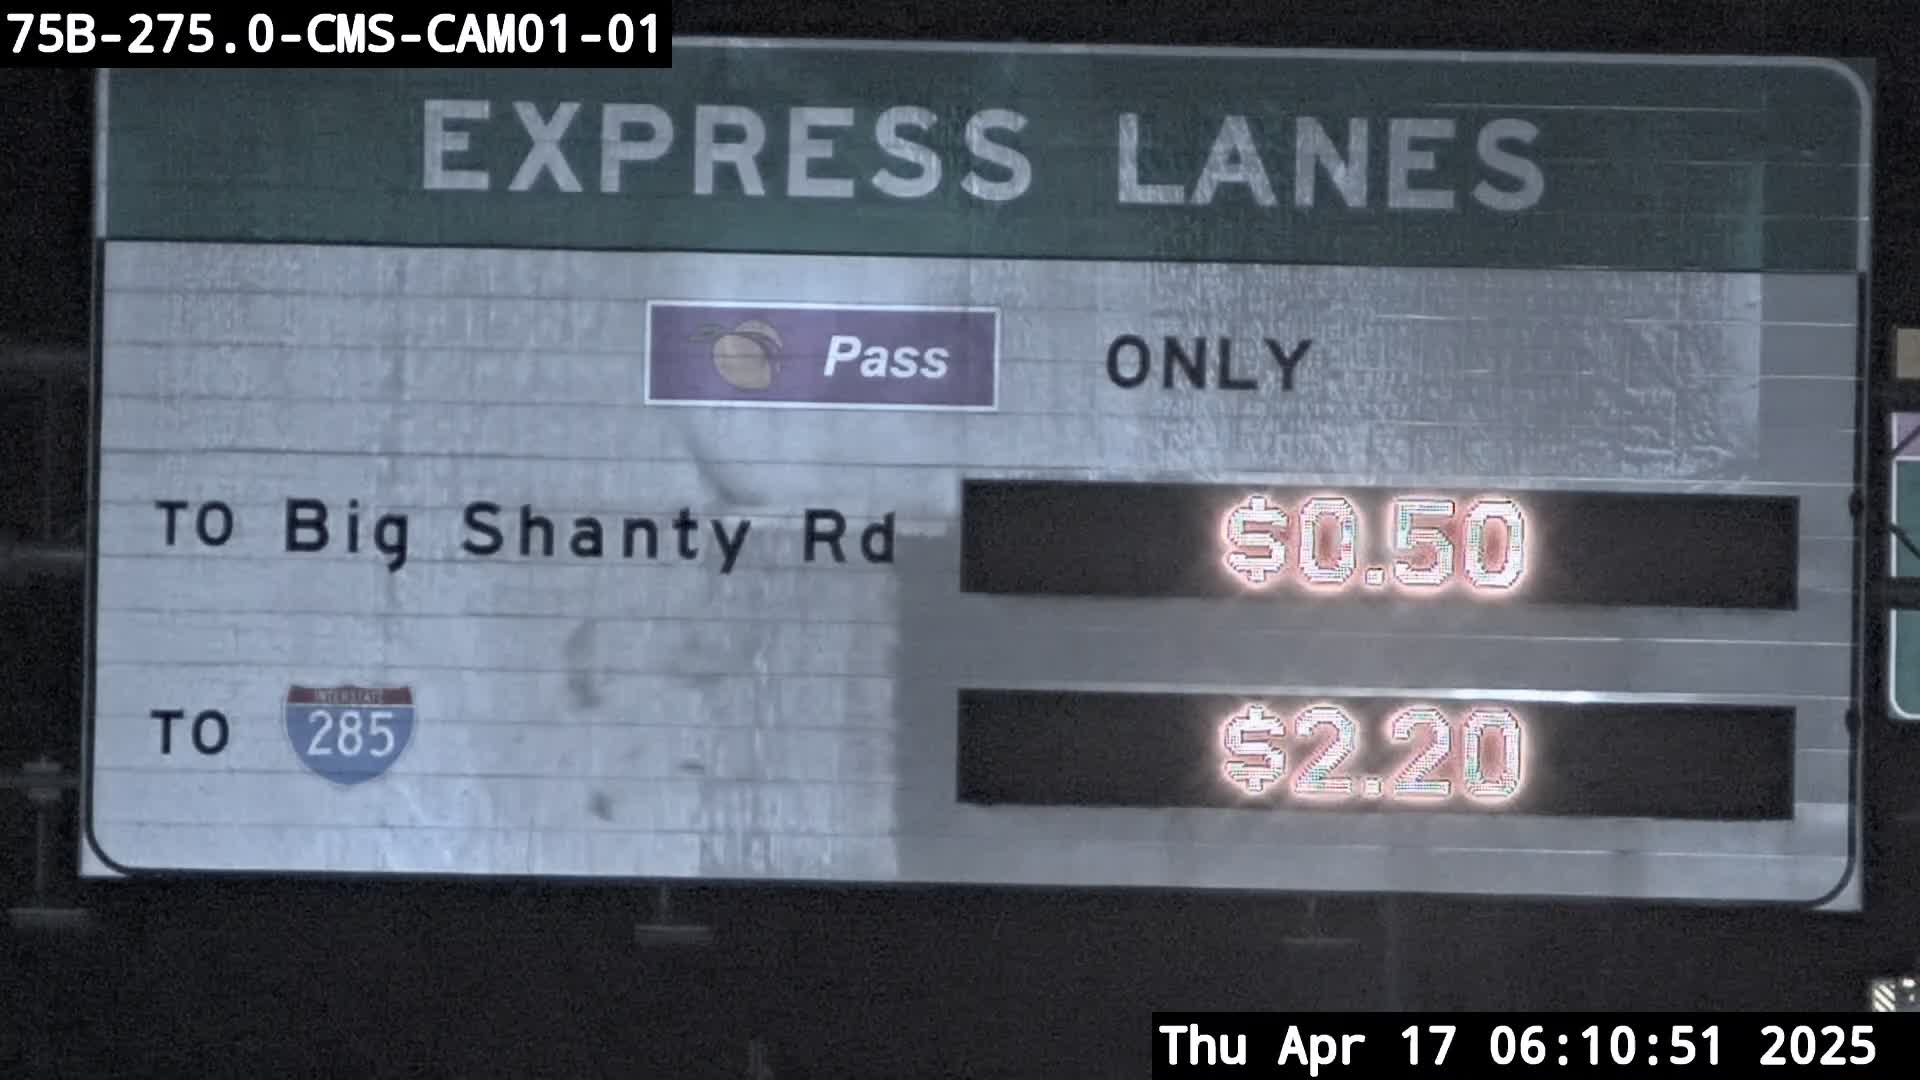 75B-275.0-CMS-CAM01-01
EXPRESS LANES
Pass ONLY
TO Big Shanty Rd $0.50
INTERSTATE
TO 285 $2.20
Thu Apr 17 06:10:51 2025